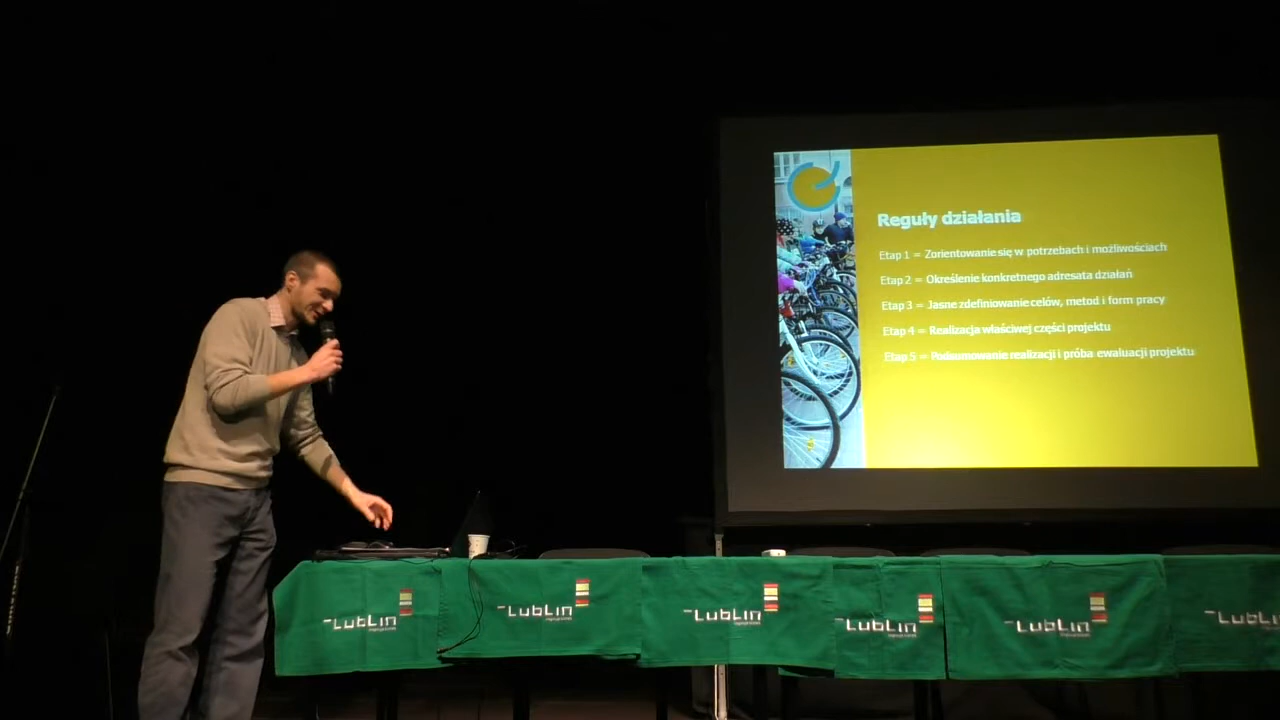 Reguły działania
Etap 1 = Zorientowanie się w potrzebach i możliwościach
Etap 2 = Określenie konkretnego adresata działań
Etap 3 = Jasne zdefiniowanie celów, metod i form pracy
Etap 4 = Realizacja właściwej części projektu
Etap 5 = Podsumowanie realizacji i próba ewaluacji projektu
Lublin
Lublin
Lublin
Lublin
Lublin